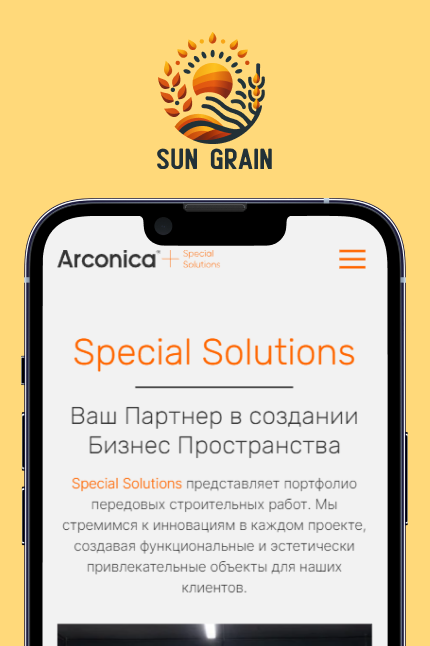 SUN GRAIN
Arconica™ + Special
Solutions
Special Solutions
Ваш Партнер в создании
Бизнес Пространства
Special Solutions представляет портфолио
передовых строительных работ. Мы
стремимся к инновациям в каждом проекте,
создавая функциональные и эстетически
привлекательные объекты для наших
клиентов.